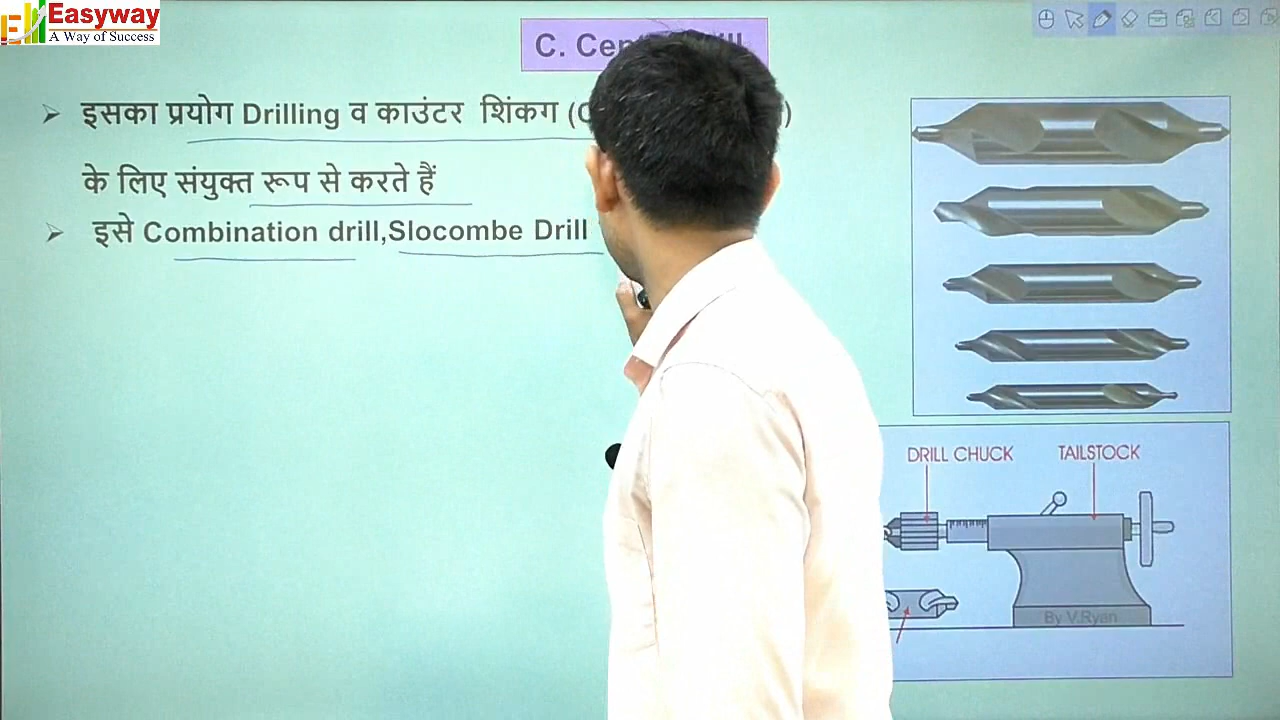 Easyway
A Way of Success
C. Cen
इसका प्रयोग Drilling व काउंटर शिंकग (C )
के लिए संयुक्त रूप से करते हैं
इसे Combination drill,Slocombe Drill
DRILL CHUCK
TAILSTOCK
By V.Ryan